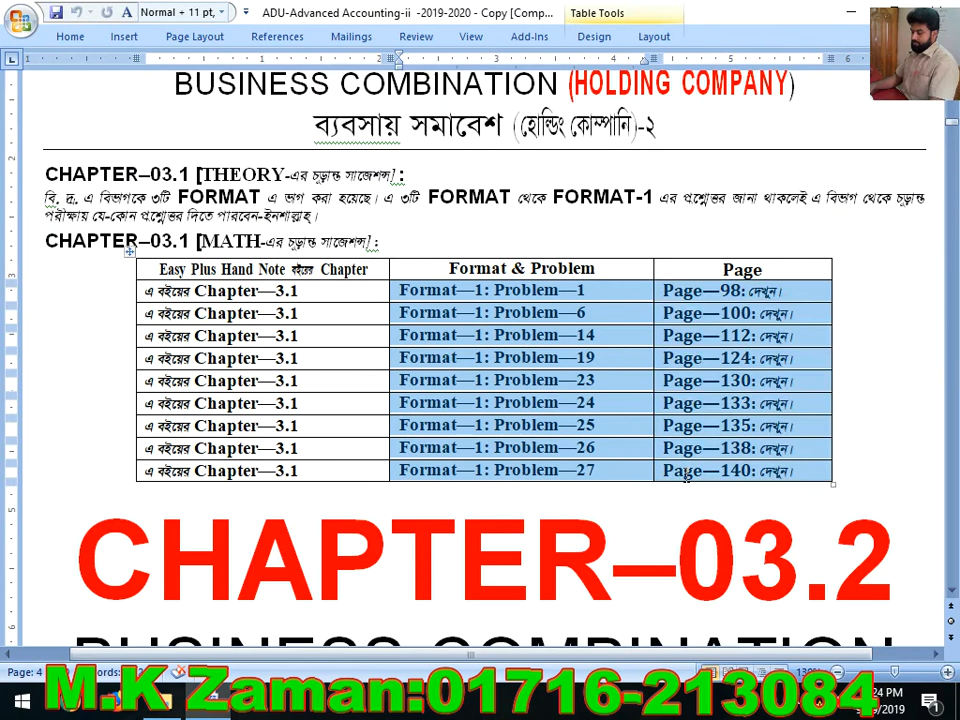 Normal + 11 pt,
ADU-Advanced Accounting-ii -2019-2020 - Copy [Comp...
Table Tools
Home Insert Page Layout References Mailings Review View Add-Ins Design Layout
BUSINESS COMBINATION (HOLDING COMPANY)
ব্যবসায় সমাবেশ (হোল্ডিং কোম্পানি)-২
CHAPTER–03.1 [THEORY-এর চূড়ান্ত সাজেশন্স] :
বি. দ্র. এ বিভাগকে ৩টি FORMAT এ ভাগ করা হয়েছে। এ ৩টি FORMAT থেকে FORMAT-1 এর প্রশ্নোত্তর জানা থাকলেই এ বিভাগ থেকে চূড়ান্ত
পরীক্ষায় যে-কোন প্রশ্নোত্তর দিতে পারবেন-ইনশাল্লাহ্।
CHAPTER–03.1 [MATH-এর চূড়ান্ত সাজেশন্স] :
Easy Plus Hand Note বইয়ের Chapter Format & Problem Page
এ বইয়ের Chapter—3.1 Format—1: Problem—1 Page—98: দেখুন।
এ বইয়ের Chapter—3.1 Format—1: Problem—6 Page—100: দেখুন।
এ বইয়ের Chapter—3.1 Format—1: Problem—14 Page—112: দেখুন।
এ বইয়ের Chapter—3.1 Format—1: Problem—19 Page—124: দেখুন।
এ বইয়ের Chapter—3.1 Format—1: Problem—23 Page—130: দেখুন।
এ বইয়ের Chapter—3.1 Format—1: Problem—24 Page—133: দেখুন।
এ বইয়ের Chapter—3.1 Format—1: Problem—25 Page—135: দেখুন।
এ বইয়ের Chapter—3.1 Format—1: Problem—26 Page—138: দেখুন।
এ বইয়ের Chapter—3.1 Format—1: Problem—27 Page—140: দেখুন।
CHAPTER–03.2
BUSINESS COMBINATION
Page: 4
M.K Zaman:01716-213084